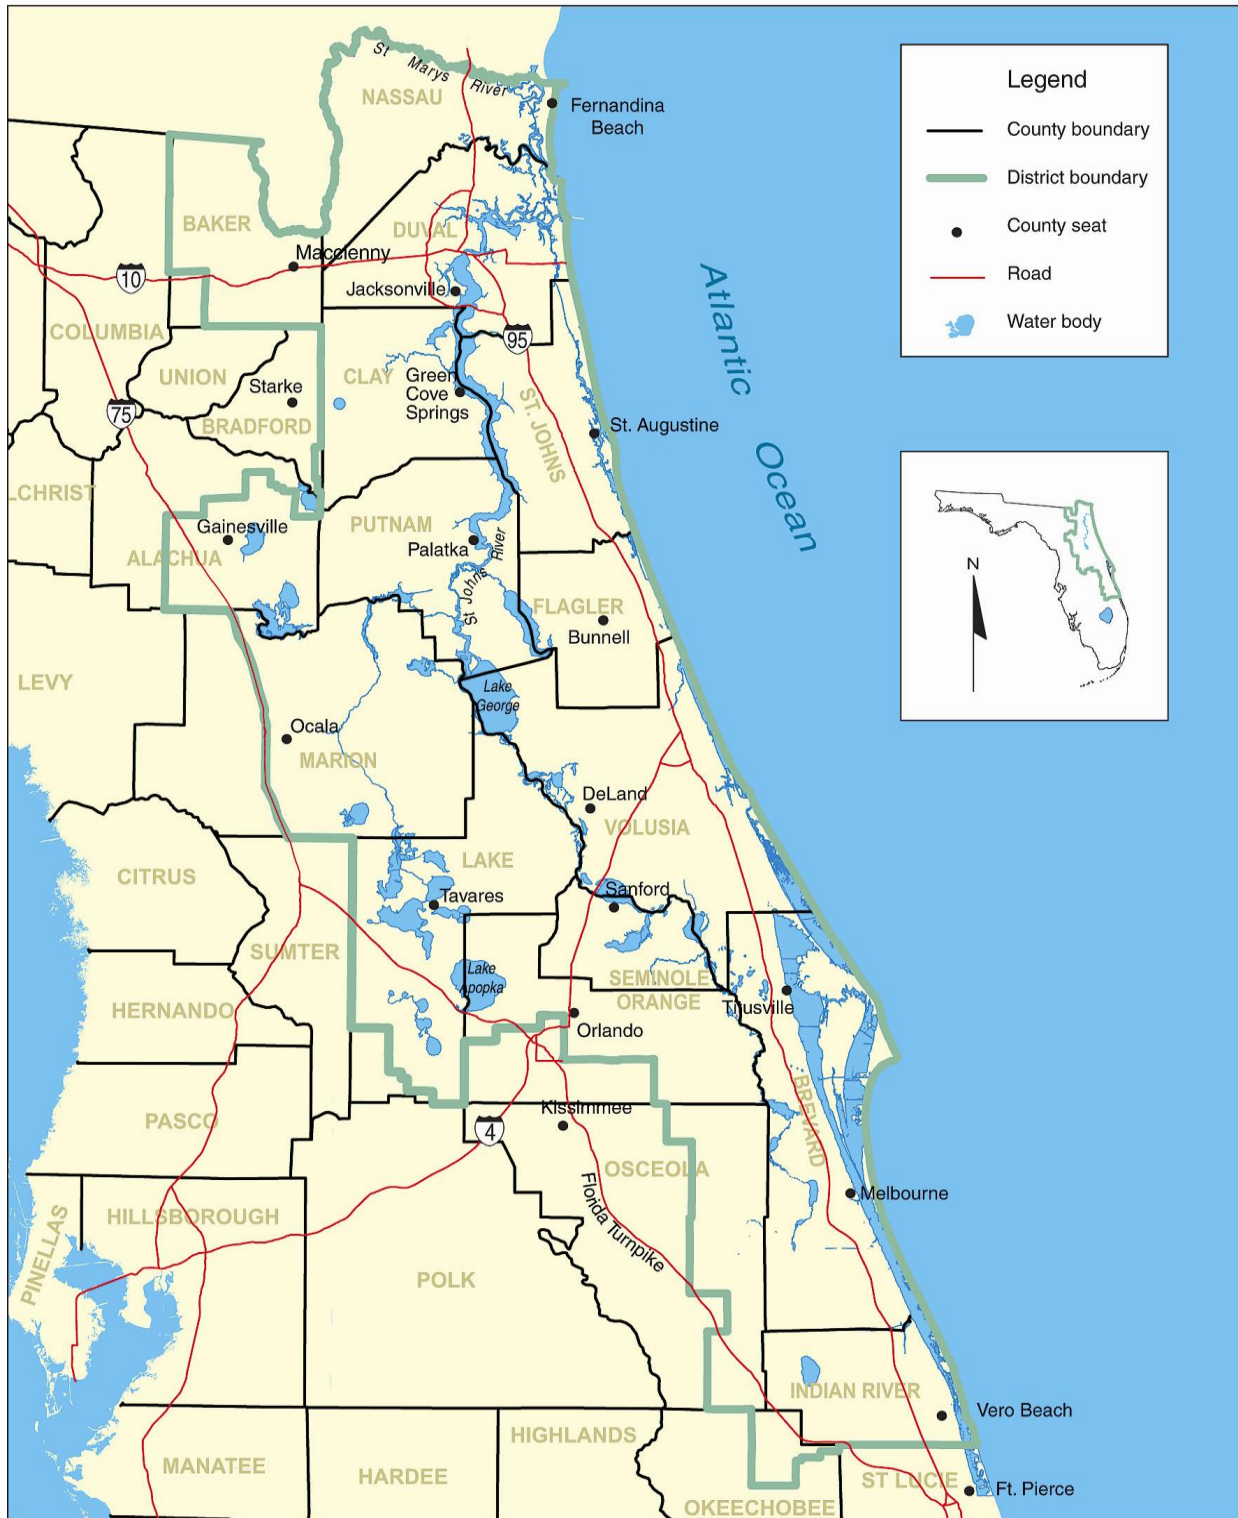 St Marys River
NASSAU
Fernandina
Beach
BAKER
DUVAL
Macclenny
10
Jacksonville
COLUMBIA
95
UNION
CLAY
Starke
Green
Cove
Springs
75
BRADFORD
ST. JOHNS
St. Augustine
LCHRIST
Gainesville
PUTNAM
ALACHUA
Palatka
St Johns River
FLAGLER
Bunnell
LEVY
Lake
George
Ocala
MARION
DeLand
VOLUSIA
LAKE
CITRUS
Tavares
Sanford
SUMTER
Lake
Apopka
SEMINOLE
ORANGE
Titusville
HERNANDO
Orlando
BREVARD
PASCO
Kissimmee
4
OSCEOLA
Florida Turnpike
Melbourne
PINELLAS
HILLSBOROUGH
POLK
INDIAN RIVER
Vero Beach
HIGHLANDS
MANATEE
HARDEE
ST LUCIE
Ft. Pierce
OKEECHOBEE
Atlantic Ocean
Legend
County boundary
District boundary
County seat
Road
Water body
N